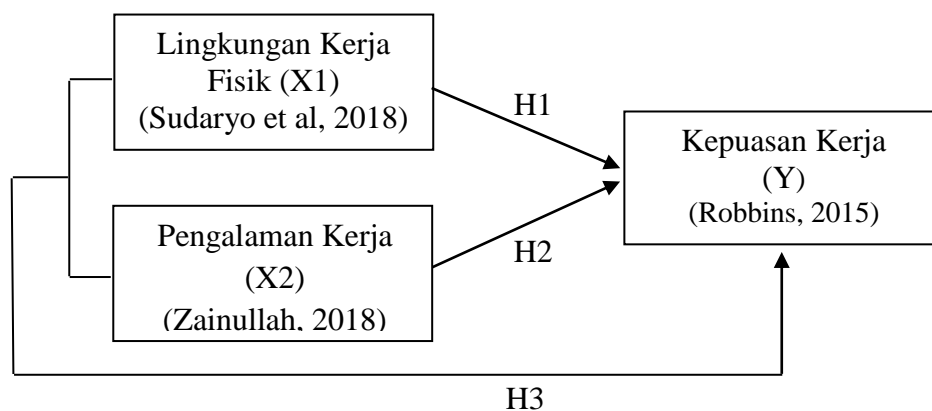 Lingkungan Kerja
Fisik (X1)
(Sudaryo et al, 2018)
H1
Kepuasan Kerja
(Y)
(Robbins, 2015)
Pengalaman Kerja
(X2)
(Zainullah, 2018)
H2
H3